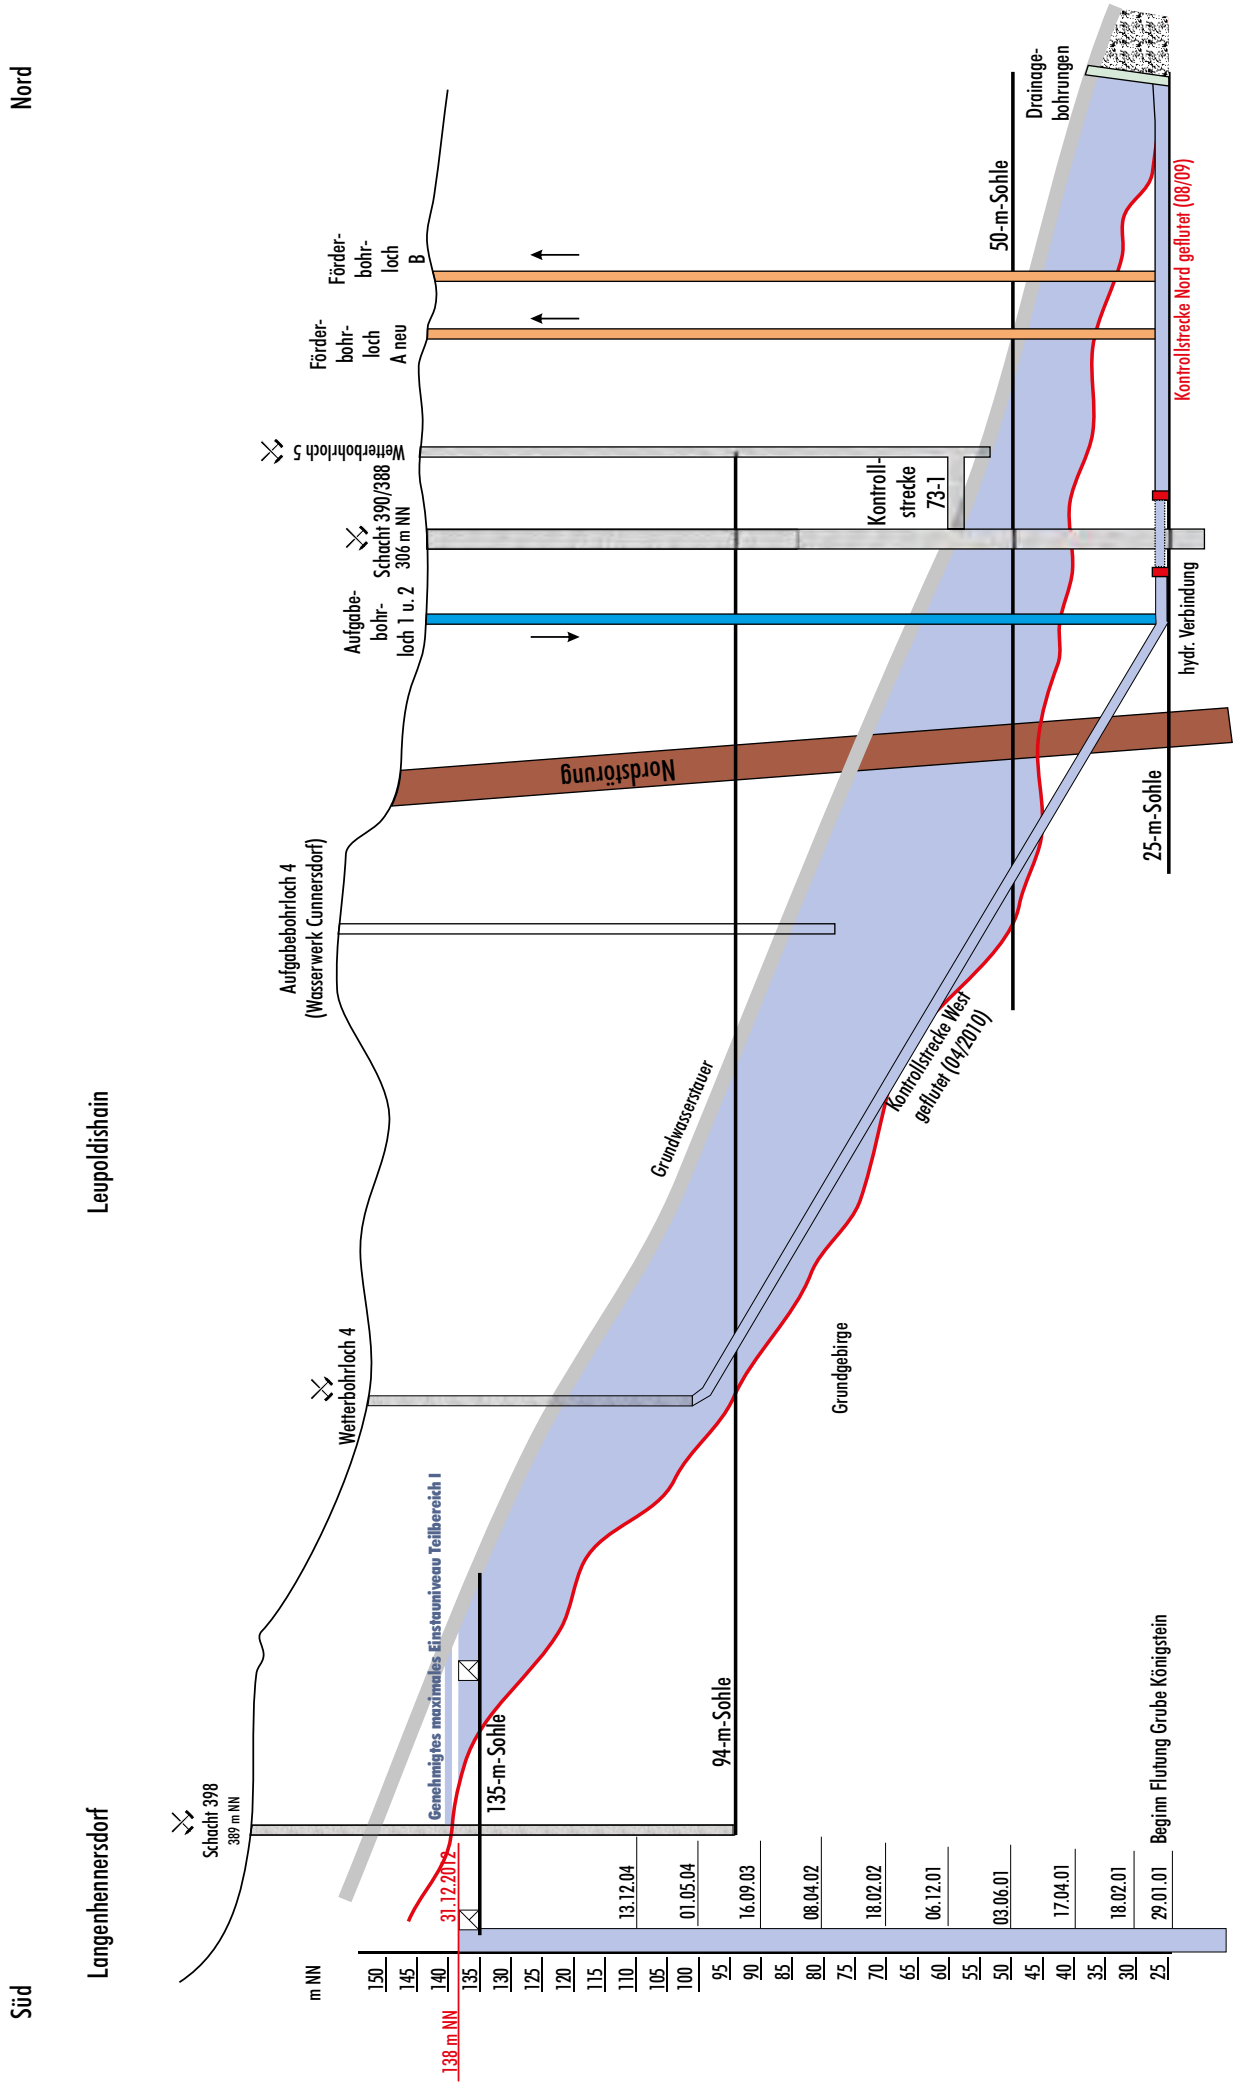 Süd
Nord
Langenhennersdorf
Leupoldishain
Schacht 398
389 m NN
Wetterbohrloch 4
Aufgabebohrloch 4
(Wasserwerk Cunnersdorf)
Aufgabe-
bohr-
loch 1 u. 2
Schacht 390/388
306 m NN
Wetterbohrloch 5
Förder-
bohr-
loch
A neu
Förder-
bohr-
loch
B
Genehmigtes maximales Einstauniveau Teilbereich I
Nordstörung
Grundwasserstauer
Kontroll-
strecke
73-1
50-m-Sohle
Drainage-
bohrungen
Kontrollstrecke West
geflutet (04/2010)
Grundgebirge
135-m-Sohle
94-m-Sohle
25-m-Sohle
hydr. Verbindung
Kontrollstrecke Nord geflutet (08/09)
m NN
150
145
140
138 m NN
31.12.2012
135
130
125
120
115
110
13.12.04
105
100
01.05.04
95
90
16.09.03
85
80
08.04.02
75
70
18.02.02
65
60
06.12.01
55
50
03.06.01
45
40
17.04.01
35
30
18.02.01
25
29.01.01
Beginn Flutung Grube Königstein